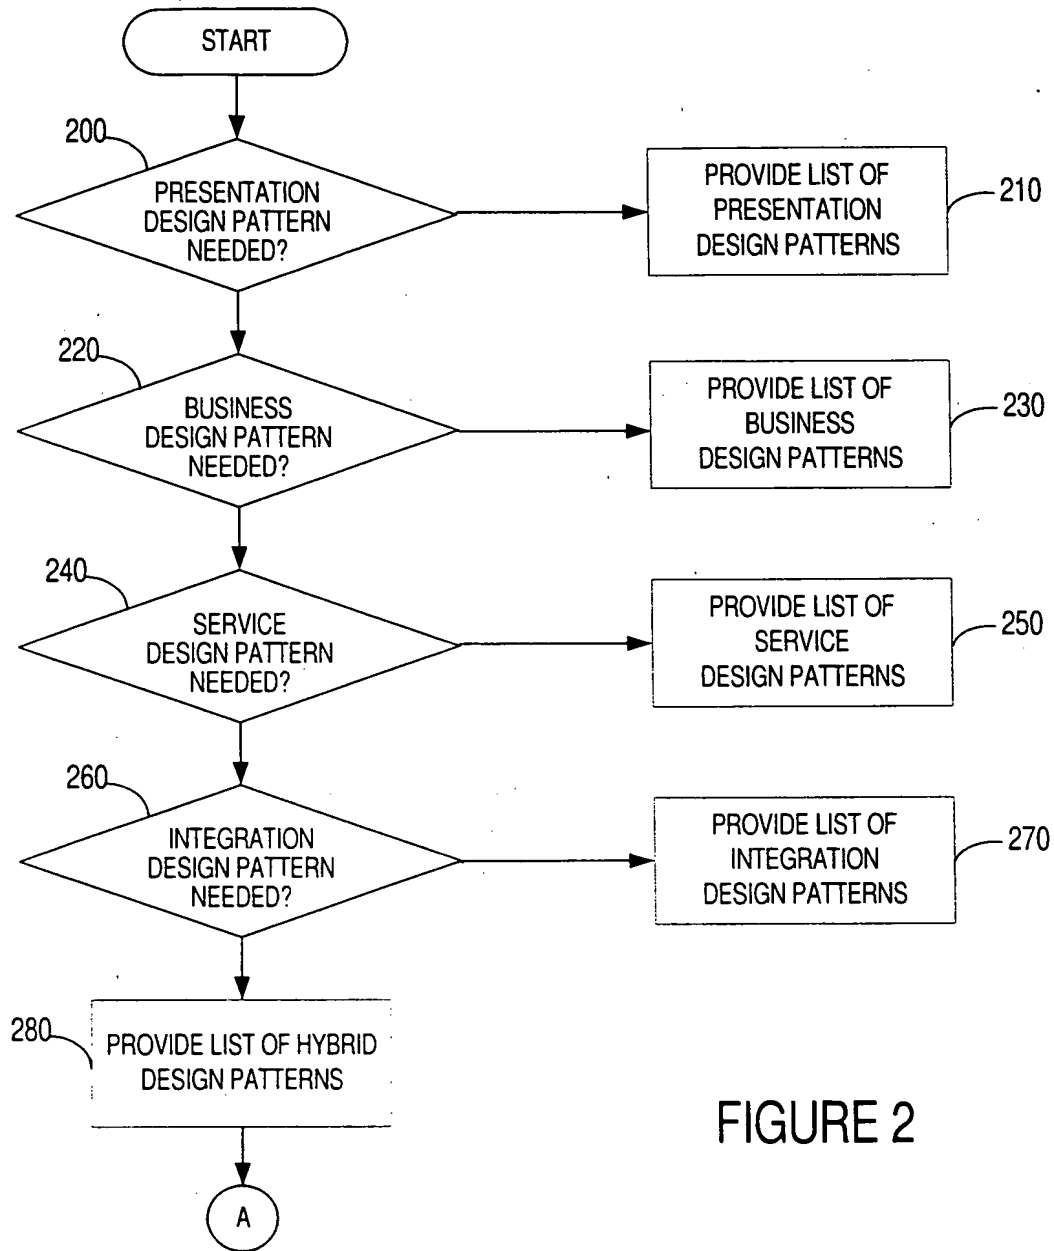 START
200
PRESENTATION
DESIGN PATTERN
NEEDED?
PROVIDE LIST OF
PRESENTATION
DESIGN PATTERNS
210
220
BUSINESS
DESIGN PATTERN
NEEDED?
PROVIDE LIST OF
BUSINESS
DESIGN PATTERNS
230
240
SERVICE
DESIGN PATTERN
NEEDED?
PROVIDE LIST OF
SERVICE
DESIGN PATTERNS
250
260
INTEGRATION
DESIGN PATTERN
NEEDED?
PROVIDE LIST OF
INTEGRATION
DESIGN PATTERNS
270
280
PROVIDE LIST OF HYBRID
DESIGN PATTERNS
FIGURE 2
A